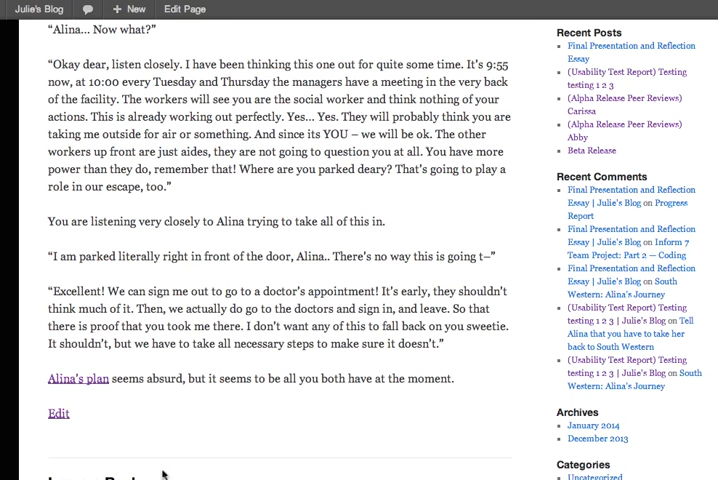 Julie's Blog New Edit Page
“Alina... Now what?”
“Okay dear, listen closely. I have been thinking this one out for quite some time. It's 9:55
now, at 10:00 every Tuesday and Thursday the managers have a meeting in the very back
of the facility. The workers will see you are the social worker and think nothing of your
actions. This is already working out perfectly. Yes... Yes. They will probably think you are
taking me outside for air or something. And since its YOU – we will be ok. The other
workers up front are just aides, they are not going to question you at all. You have more
power than they do, remember that! Where are you parked deary? That's going to play a
role in our escape, too.”
You are listening very closely to Alina trying to take all of this in.
“I am parked literally right in front of the door, Alina.. There's no way this is going t–”
“Excellent! We can sign me out to go to a doctor's appointment! It's early, they shouldn't
think much of it. Then, we actually do go to the doctors and sign in, and leave. So that
there is proof that you took me there. I don't want any of this to fall back on you sweetie.
It shouldn't, but we have to take all necessary steps to make sure it doesn't.”
Alina's plan seems absurd, but it seems to be all you both have at the moment.
Edit
Recent Posts
Final Presentation and Reflection
Essay
(Usability Test Report) Testing
testing 1 2 3
(Alpha Release Peer Reviews)
Carissa
(Alpha Release Peer Reviews)
Abby
Beta Release
Recent Comments
Final Presentation and Reflection
Essay | Julie's Blog on Progress
Report
Final Presentation and Reflection
Essay | Julie's Blog on Inform 7
Team Project: Part 2 — Coding
Final Presentation and Reflection
Essay | Julie's Blog on South
Western: Alina's Journey
(Usability Test Report) Testing
testing 1 2 3 | Julie's Blog on Tell
Alina that you have to take her
back to South Western
(Usability Test Report) Testing
testing 1 2 3 | Julie's Blog on South
Western: Alina's Journey
Archives
January 2014
December 2013
Categories
Uncategorized